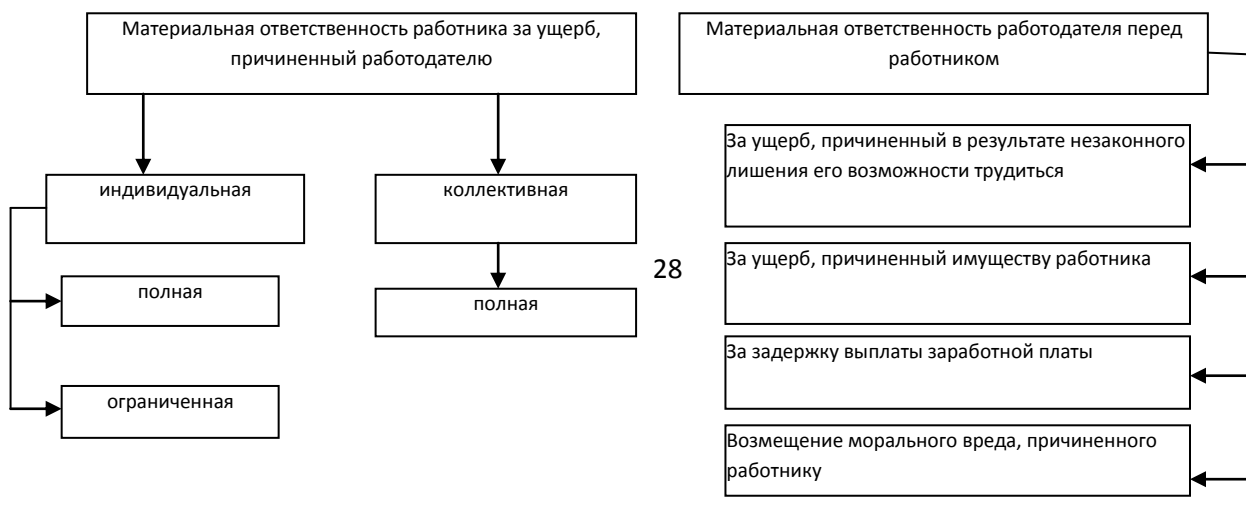 Материальная ответственность работника за ущерб,
причиненный работодателю
индивидуальная
коллективная
полная
полная
ограниченная
28
Материальная ответственность работодателя перед
работником
За ущерб, причиненный в результате незаконного
лишения его возможности трудиться
За ущерб, причиненный имуществу работника
За задержку выплаты заработной платы
Возмещение морального вреда, причиненного
работнику